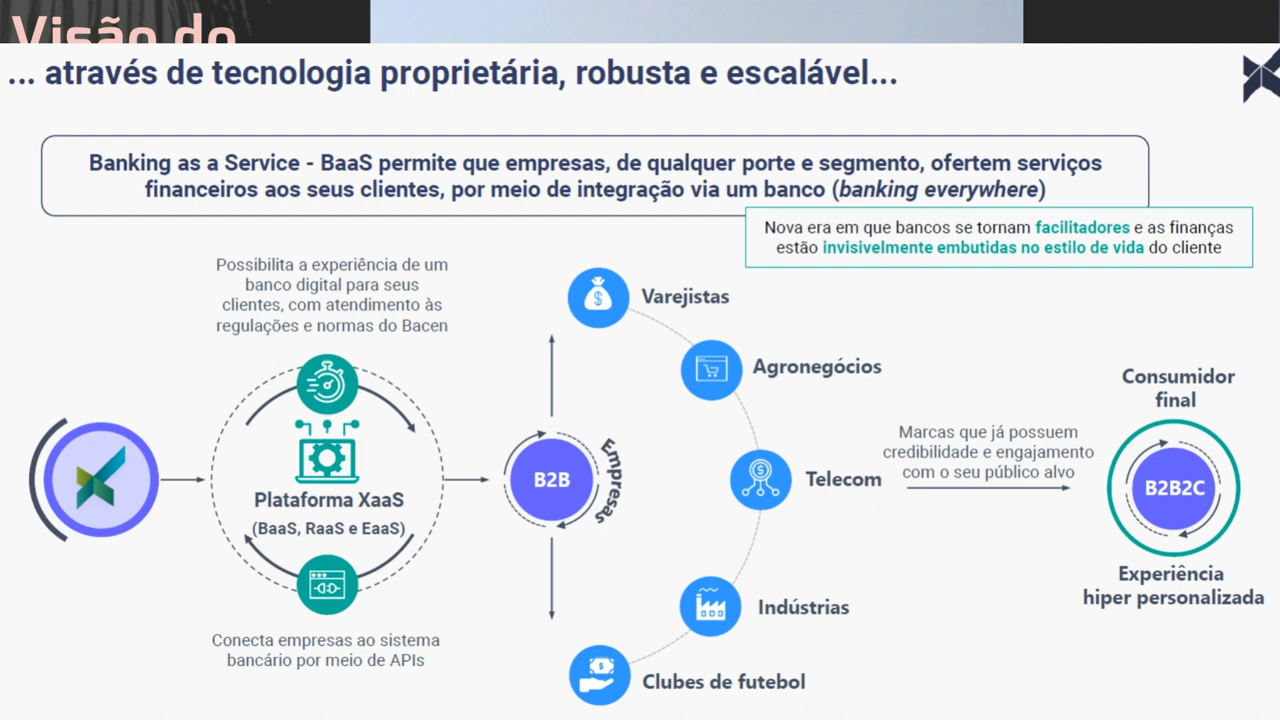 Visão do
... através de tecnologia proprietária, robusta e escalável...
Banking as a Service - BaaS permite que empresas, de qualquer porte e segmento, ofertem serviços
financeiros aos seus clientes, por meio de integração via um banco (banking everywhere)
Nova era em que bancos se tornam facilitadores e as finanças
estão invisivelmente embutidas no estilo de vida do cliente
Possibilita a experiência de um
banco digital para seus
clientes, com atendimento às
regulações e normas do Bacen
Plataforma XaaS
(BaaS, RaaS e EaaS)
Conecta empresas ao sistema
bancário por meio de APIs
B2B
Empresas
Varejistas
Agronegócios
Telecom
Indústrias
Clubes de futebol
Marcas que já possuem
credibilidade e engajamento
com o seu público alvo
Consumidor
final
B2B2C
Experiência
hiper personalizada